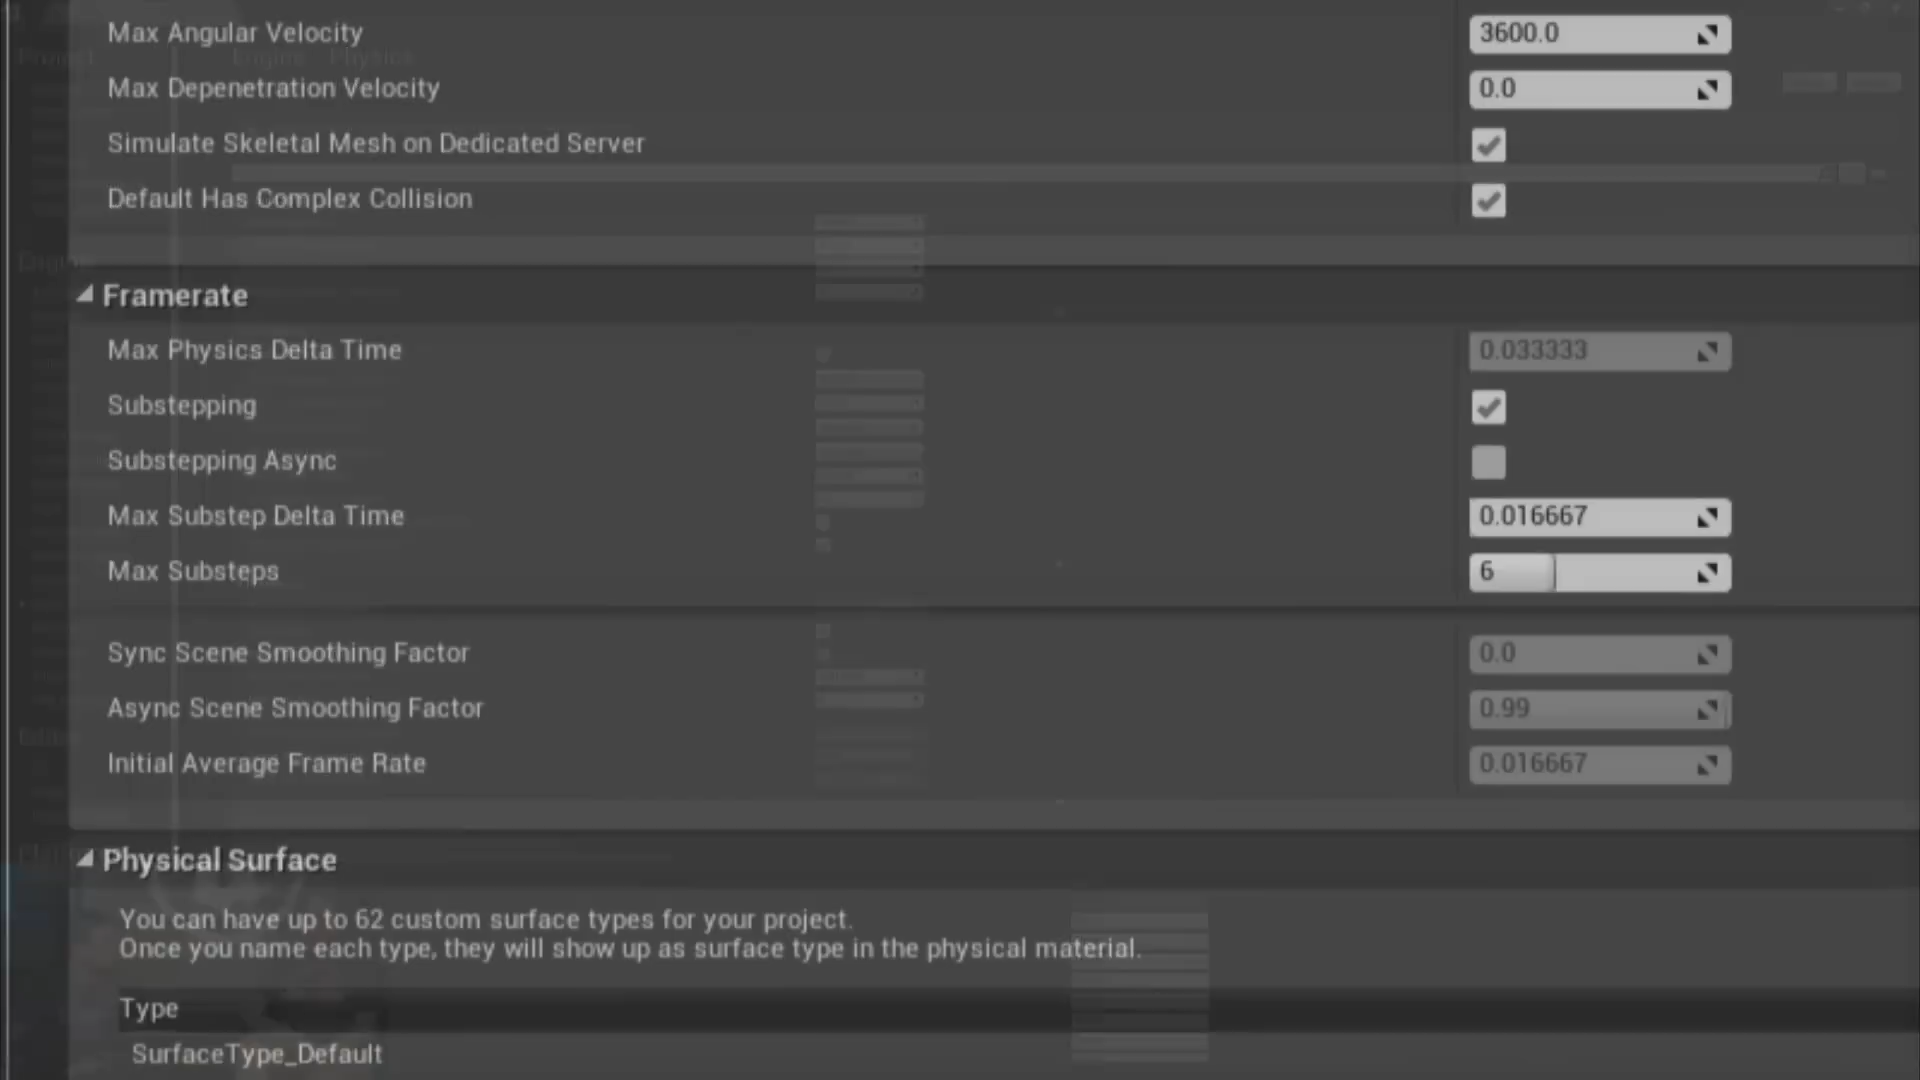 Max Angular Velocity 3600.0
Max Depenetration Velocity 0.0
Simulate Skeletal Mesh on Dedicated Server
Default Has Complex Collision
Framerate
Max Physics Delta Time 0.033333
Substepping
Substepping Async
Max Substep Delta Time 0.016667
Max Substeps 6
Sync Scene Smoothing Factor 0.0
Async Scene Smoothing Factor 0.99
Initial Average Frame Rate 0.016667
Physical Surface
You can have up to 62 custom surface types for your project.
Once you name each type, they will show up as surface type in the physical material.
Type
SurfaceType_Default